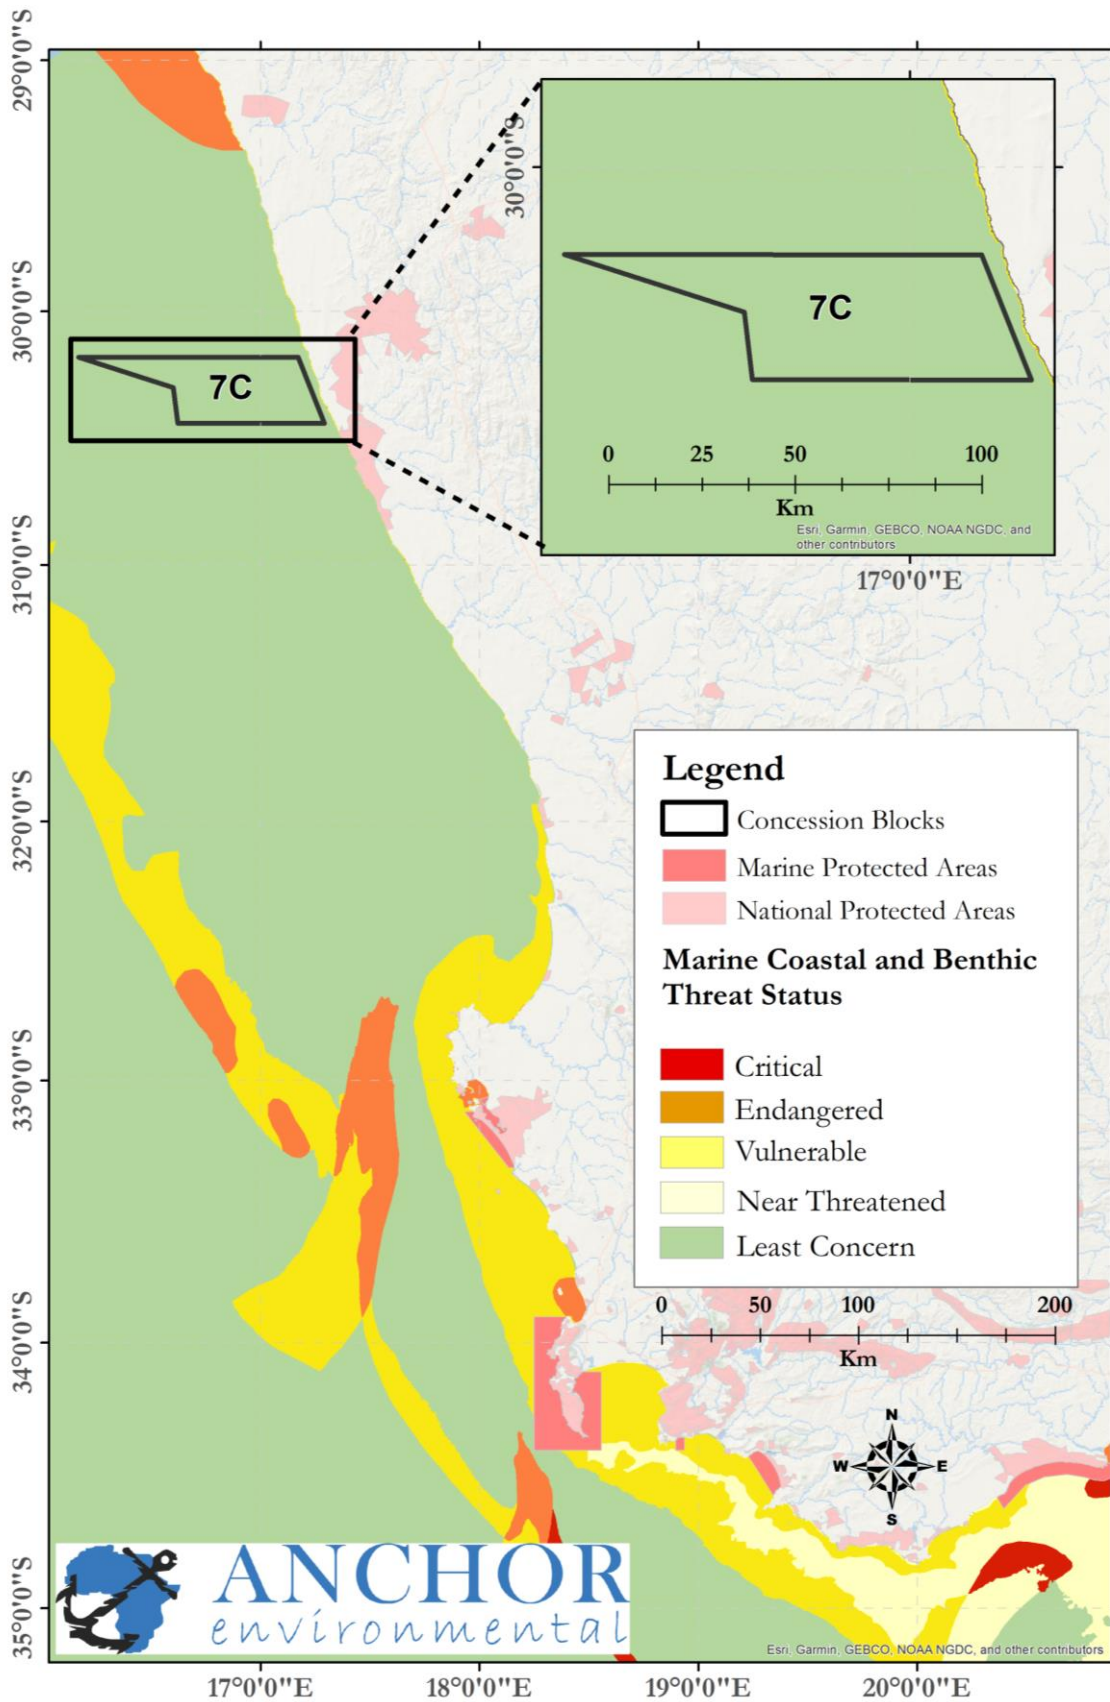 29°0'0"S
30°0'0"S
31°0'0"S
32°0'0"S
33°0'0"S
34°0'0"S
35°0'0"S
7C
30°0'0"S
7C
0 25 50 100
Km
Esri, Garmin, GEBCO, NOAA NGDC, and
other contributors
17°0'0"E
Legend
Concession Blocks
Marine Protected Areas
National Protected Areas
Marine Coastal and Benthic
Threat Status
Critical
Endangered
Vulnerable
Near Threatened
Least Concern
0 50 100 200
Km
N
W E
S
ANCHOR
environmental
Esri, Garmin, GEBCO, NOAA NGDC, and other contributors
17°0'0"E 18°0'0"E 19°0'0"E 20°0'0"E